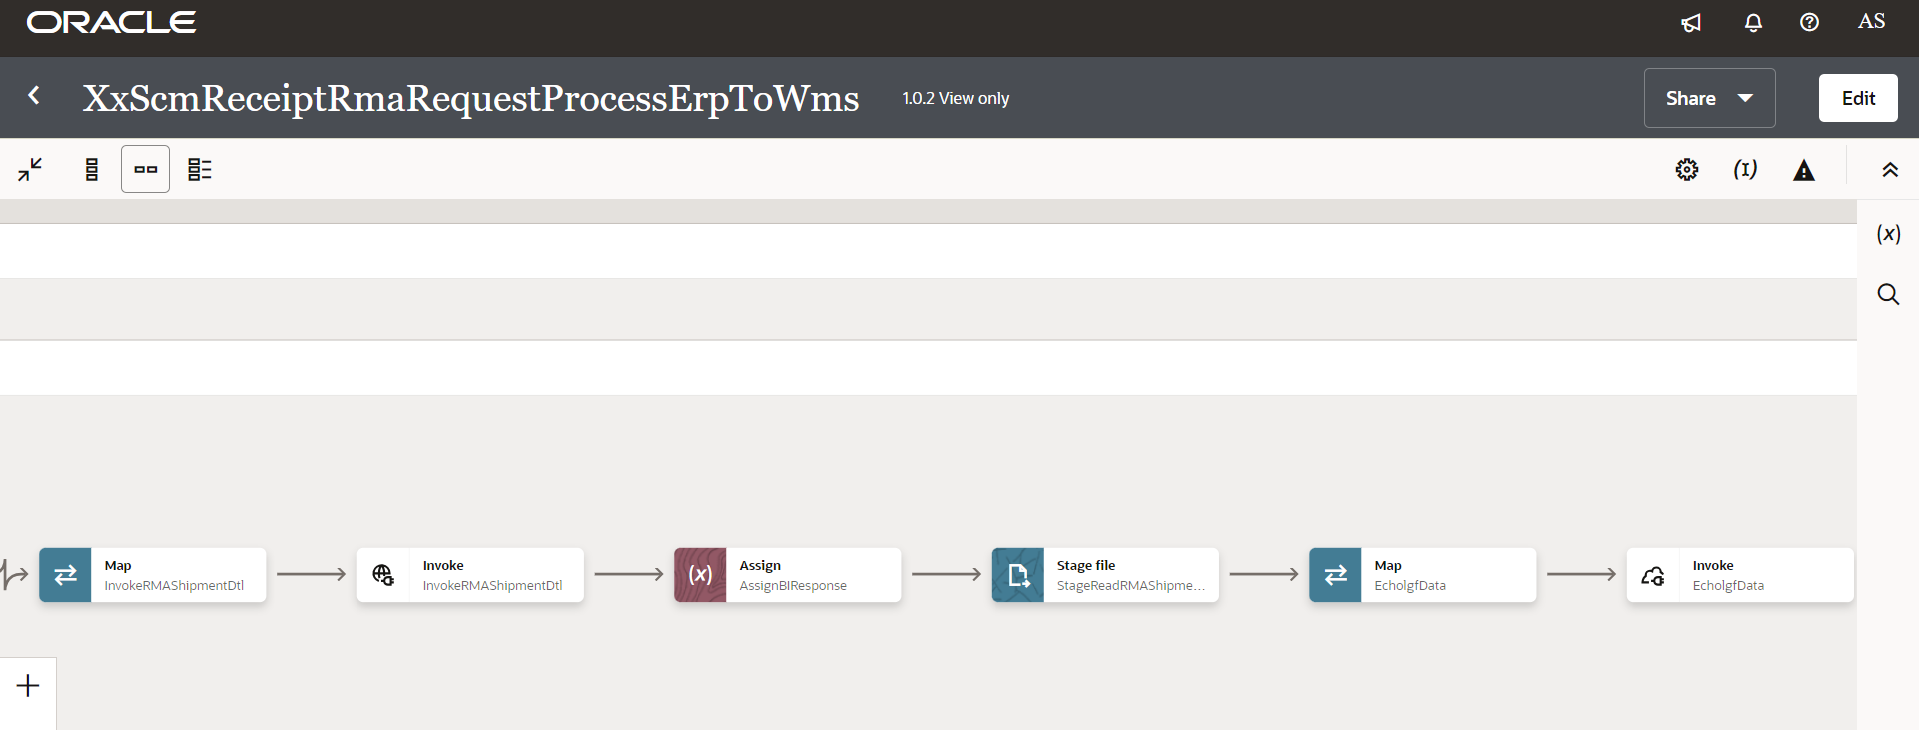 ORACLE
AS
XxScmReceiptRmaRequestProcessErpToWms
1.0.2 View only
Share
Edit
(I)
(x)
Map
InvokeRMAShipmentDtl
Invoke
InvokeRMAShipmentDtl
(x)
Assign
AssignBIResponse
Stage file
StageReadRMAShipme...
Map
EcholgfData
Invoke
EcholgfData